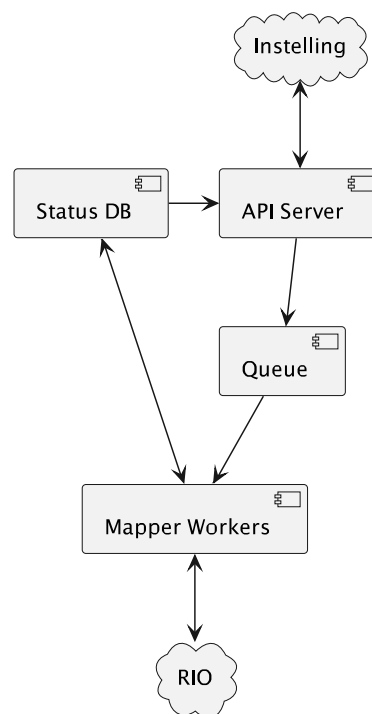 Instelling
Status DB
API Server
Queue
Mapper Workers
RIO